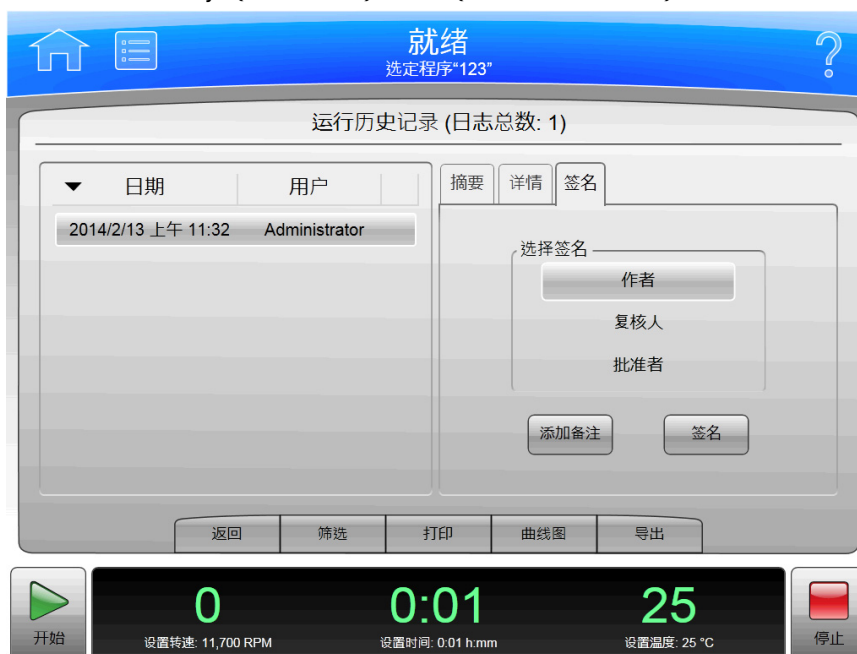 就绪
选定程序“123”
运行历史记录 (日志总数: 1)
日期 用户
2014/2/13 上午 11:32 Administrator
摘要 详情 签名
选择签名
作者
复核人
批准者
添加备注 签名
返回 筛选 打印 曲线图 导出
开始
0
设置转速: 11,700 RPM
0:01
设置时间: 0:01 h:mm
25
设置温度: 25 °C
停止